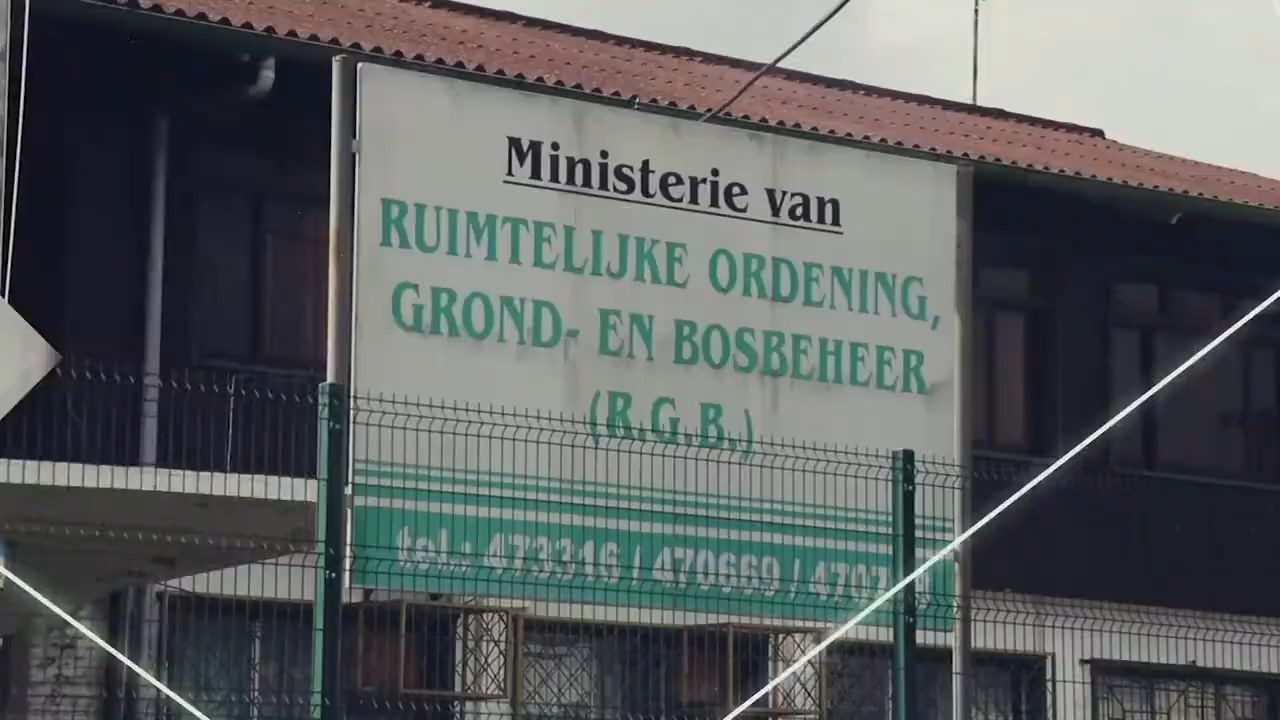 Ministerie van
RUIMTELIJKE ORDENING,
GROND- EN BOSBEHEER
(R.G.B.)
tel.: 473316 / 470669 /